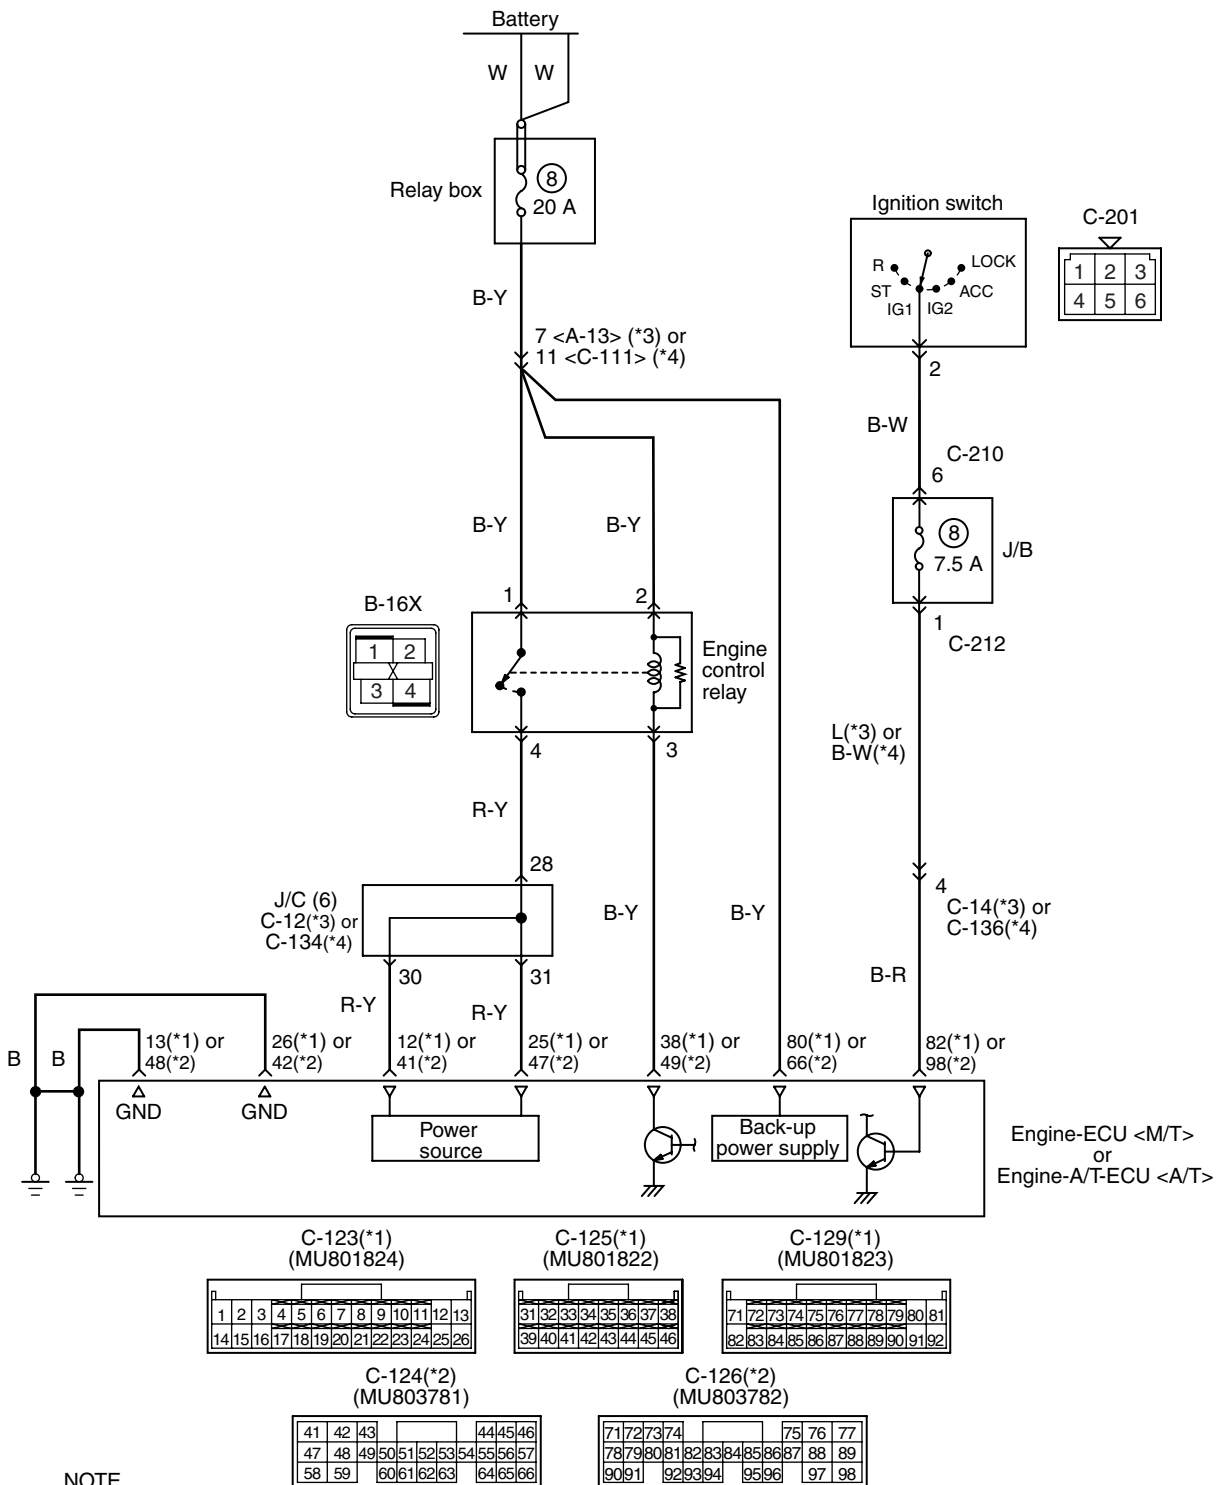 Battery
W W
Relay box
8
20 A
Ignition switch
C-201
R
LOCK
ST
ACC
IG1
IG2
1 2 3
4 5 6
B-Y
7 <A-13> (*3) or
11 <C-111> (*4)
2
B-W
C-210
6
B-Y
B-Y
8
7.5 A
J/B
B-16X
1
2
1
C-212
1 2
3 4
Engine
control
relay
L(*3) or
B-W(*4)
4
3
R-Y
28
J/C (6)
C-12(*3) or
C-134(*4)
B-Y
B-Y
4
C-14(*3) or
C-136(*4)
30
31
B-R
R-Y
R-Y
B
B
13(*1) or
48(*2)
26(*1) or
42(*2)
12(*1) or
41(*2)
25(*1) or
47(*2)
38(*1) or
49(*2)
80(*1) or
66(*2)
82(*1) or
98(*2)
GND
GND
Power
source
Back-up
power supply
Engine-ECU <M/T>
or
Engine-A/T-ECU <A/T>
C-123(*1)
(MU801824)
1 2 3 4 5 6 7 8 9 10 11 12 13
14 15 16 17 18 19 20 21 22 23 24 25 26
C-125(*1)
(MU801822)
31 32 33 34 35 36 37 38
39 40 41 42 43 44 45 46
C-129(*1)
(MU801823)
71 72 73 74 75 76 77 78 79 80 81
82 83 84 85 86 87 88 89 90 91 92
C-124(*2)
(MU803781)
41 42 43 44 45 46
47 48 49 50 51 52 53 54 55 56 57
58 59 60 61 62 63 64 65 66
C-126(*2)
(MU803782)
71 72 73 74 75 76 77
78 79 80 81 82 83 84 85 86 87 88 89
90 91 92 93 94 95 96 97 98
NOTE